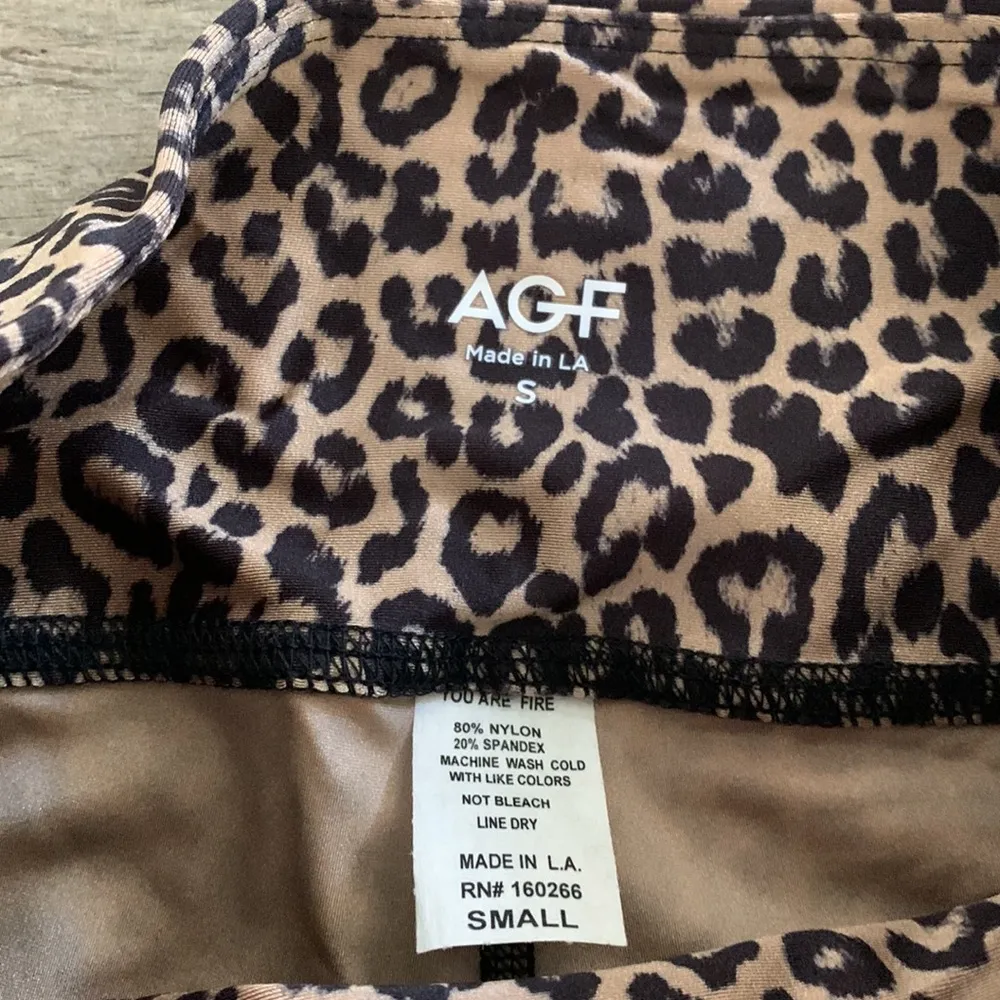 AGF
Made in LA
S
YOU ARE FIRE
80% NYLON
20% SPANDEX
MACHINE WASH COLD
WITH LIKE COLORS
NOT BLEACH
LINE DRY
MADE IN L.A.
RN# 160266
SMALL